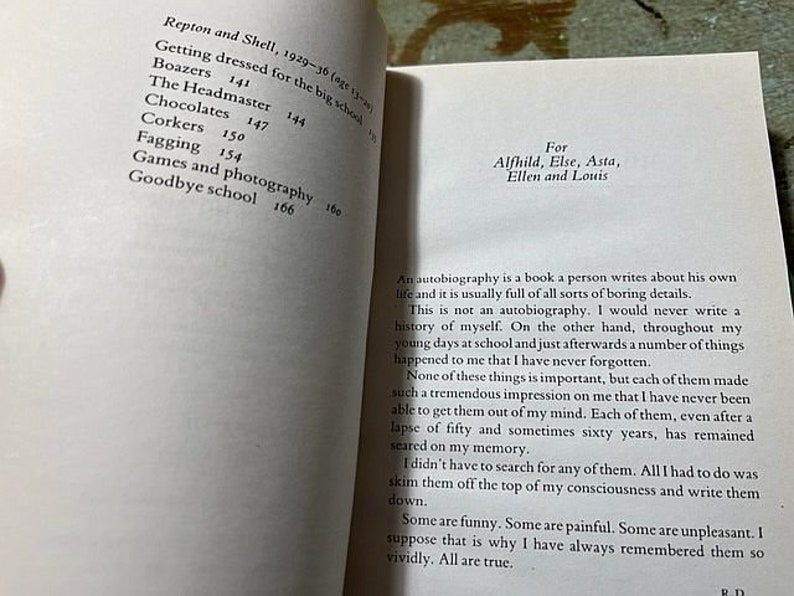 Repton and Shell, 1929–36 (age 13–20)
Getting dressed for the big school 135
Boazers 141
The Headmaster 144
Chocolates 147
Corkers 150
Fagging 154
Games and photography 160
Goodbye school 166
For
Alfhild, Else, Asta,
Ellen and Louis
An autobiography is a book a person writes about his own
life and it is usually full of all sorts of boring details.
This is not an autobiography. I would never write a
history of myself. On the other hand, throughout my
young days at school and just afterwards a number of things
happened to me that I have never forgotten.
None of these things is important, but each of them made
such a tremendous impression on me that I have never been
able to get them out of my mind. Each of them, even after a
lapse of fifty and sometimes sixty years, has remained
seared on my memory.
I didn't have to search for any of them. All I had to do was
skim them off the top of my consciousness and write them
down.
Some are funny. Some are painful. Some are unpleasant. I
suppose that is why I have always remembered them so
vividly. All are true.
R.D.